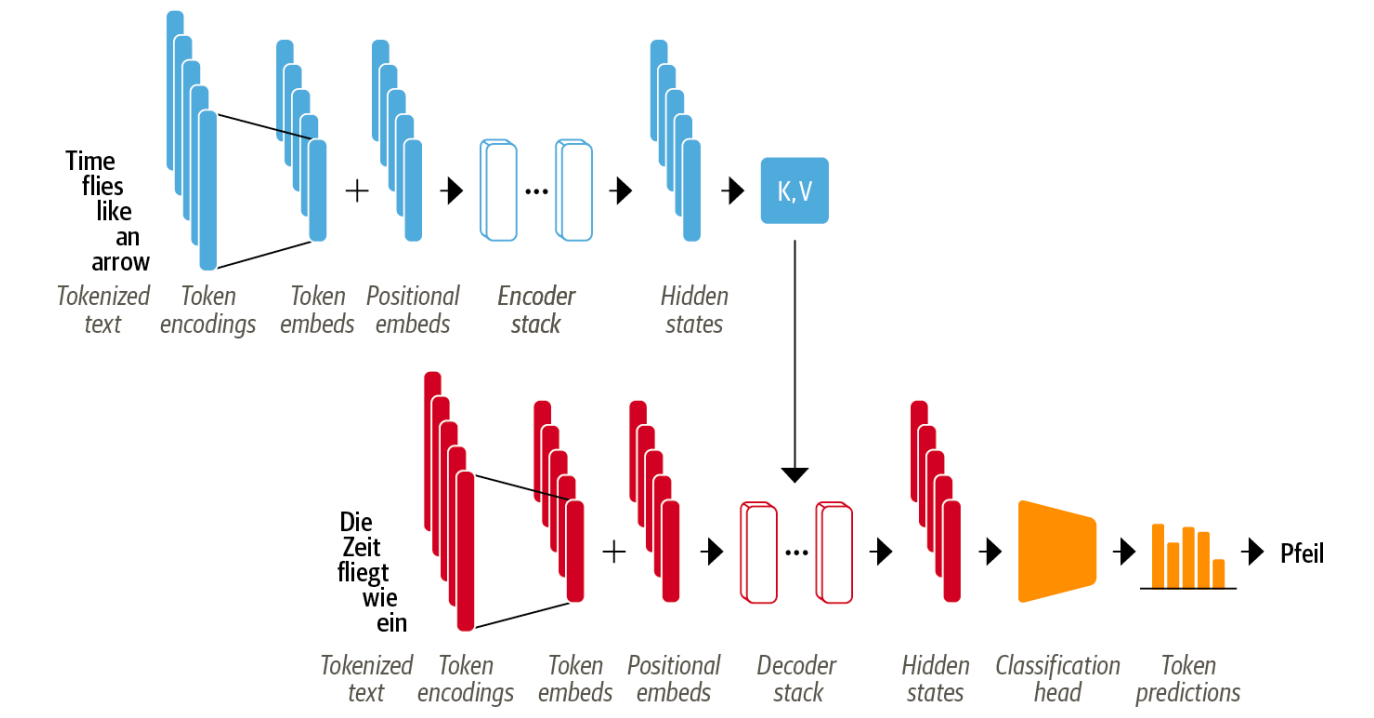 Time
flies
like
an
arrow
K, V
Tokenized
text
Token
encodings
Token
embeds
Positional
embeds
Encoder
stack
Hidden
states
Die
Zeit
fliegt
wie
ein
Pfeil
Tokenized
text
Token
encodings
Token
embeds
Positional
embeds
Decoder
stack
Hidden
states
Classification
head
Token
predictions